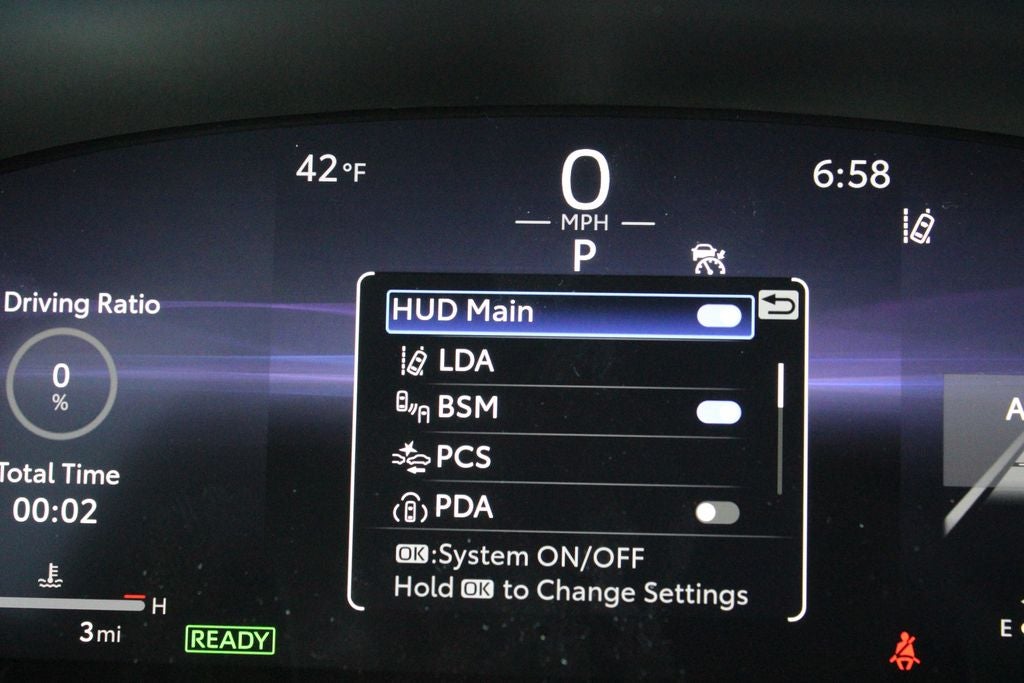 42°F
0
MPH
P
6:58
Driving Ratio
0
%
Total Time
00:02
H
3mi
READY
HUD Main
LDA
BSM
PCS
PDA
OK:System ON/OFF
Hold OK to Change Settings
A
E